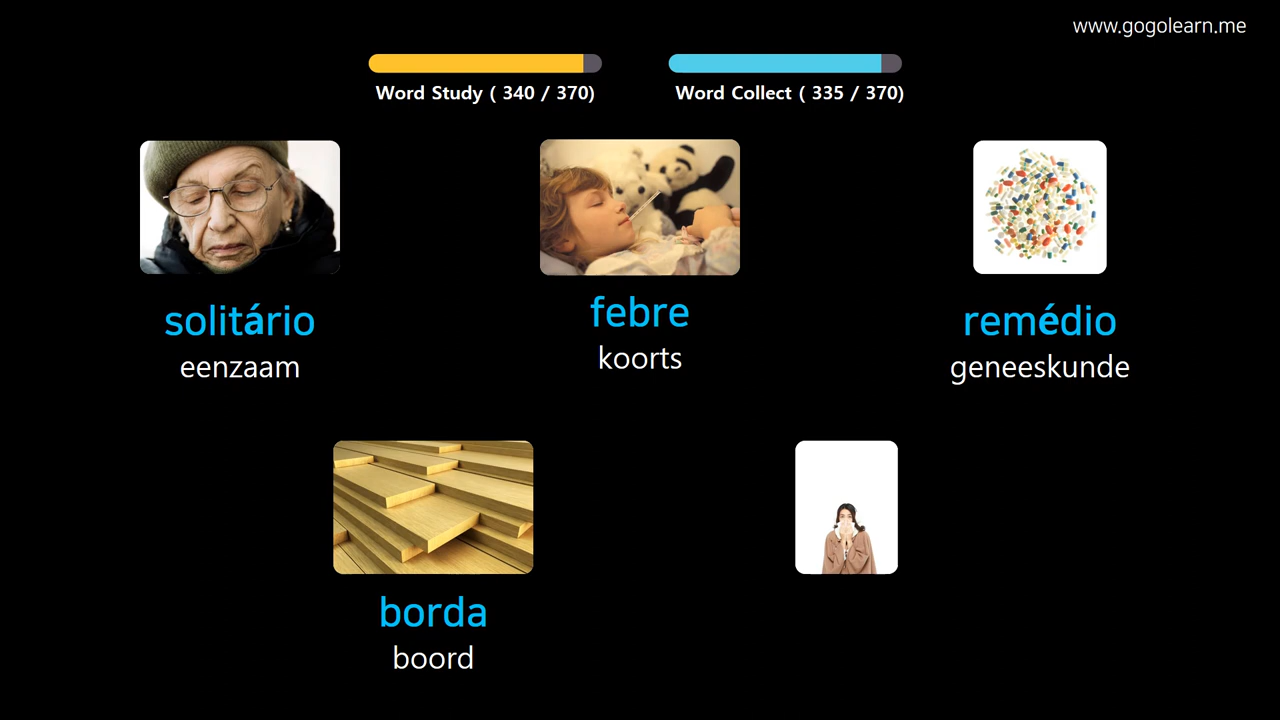 www.gogolearn.me
Word Study ( 340 / 370)
Word Collect ( 335 / 370)
solitário
eenzaam
febre
koorts
remédio
geneeskunde
borda
boord